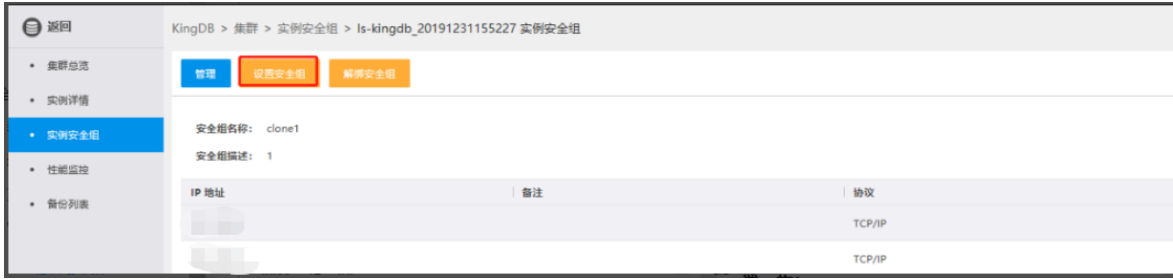 返回
KingDB > 集群 > 实例安全组 > ls-kingdb_20191231155227 实例安全组
• 集群总览
• 实例详情
• 实例安全组
• 性能监控
• 备份列表
管理 设置安全组 解绑安全组
安全组名称: clone1
安全组描述: 1
IP 地址 备注 协议
TCP/IP
TCP/IP